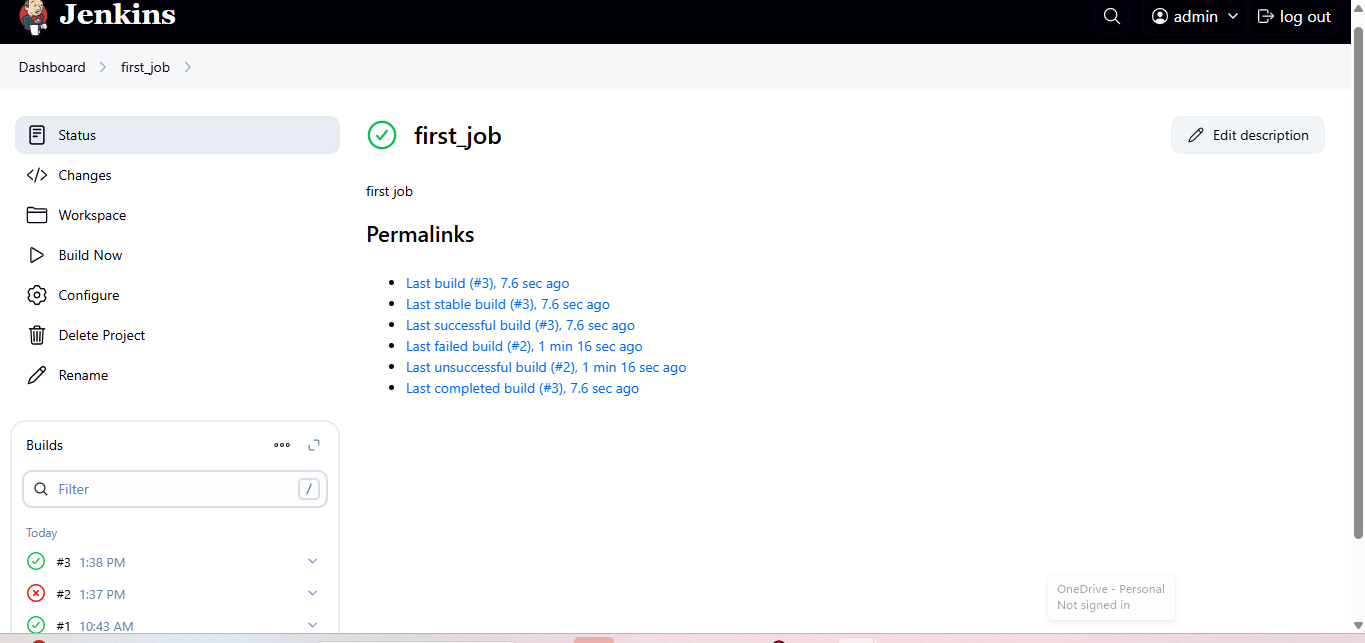 Jenkins
admin
log out
Dashboard
first_job
Status
first_job
Edit description
Changes
first job
Workspace
Permalinks
Build Now
Last build (#3), 7.6 sec ago
Configure
Last stable build (#3), 7.6 sec ago
Last successful build (#3), 7.6 sec ago
Delete Project
Last failed build (#2), 1 min 16 sec ago
Last unsuccessful build (#2), 1 min 16 sec ago
Rename
Last completed build (#3), 7.6 sec ago
Builds
Filter
/
Today
#3 1:38 PM
#2 1:37 PM
#1 10:43 AM
OneDrive - Personal
Not signed in